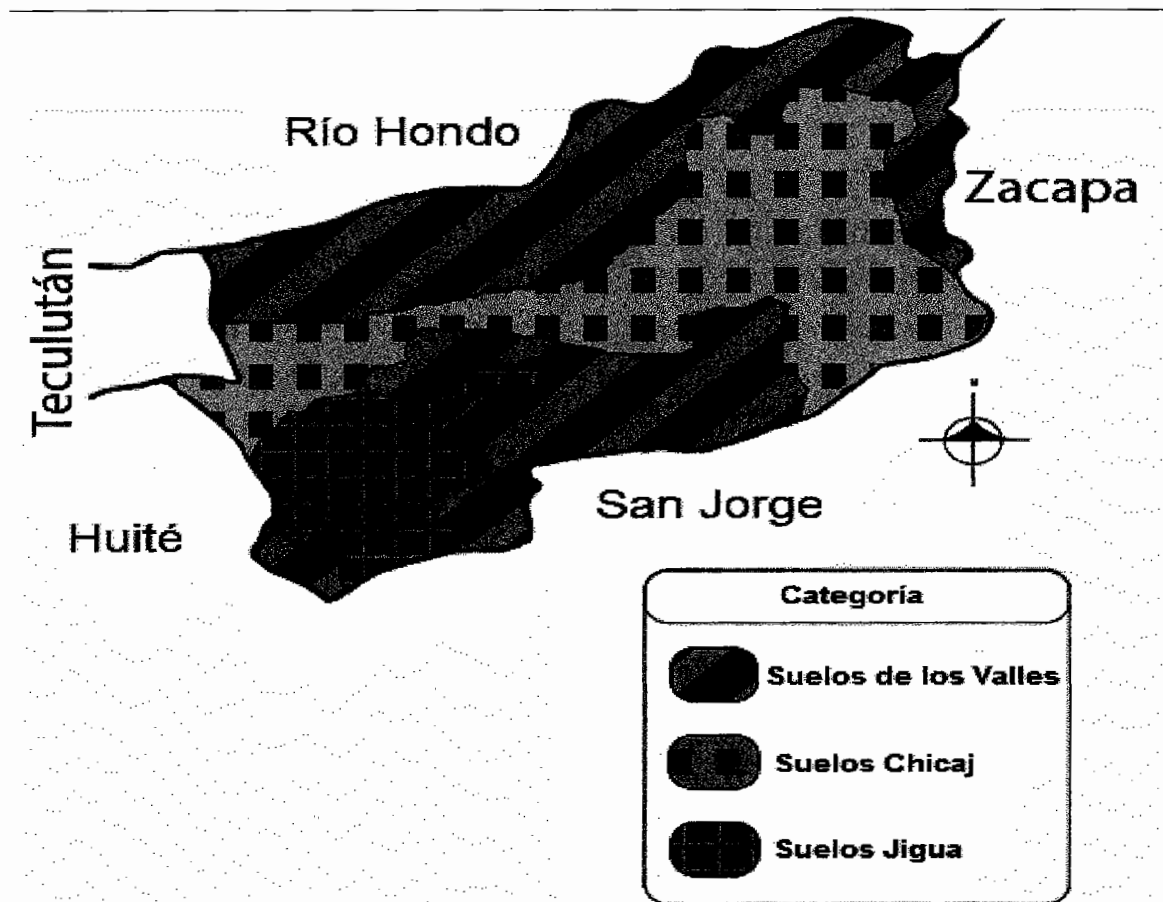 Río Hondo
Zacapa
Teculután
San Jorge
Huité
Categoría
Suelos de los Valles
Suelos Chicaj
Suelos Jigua